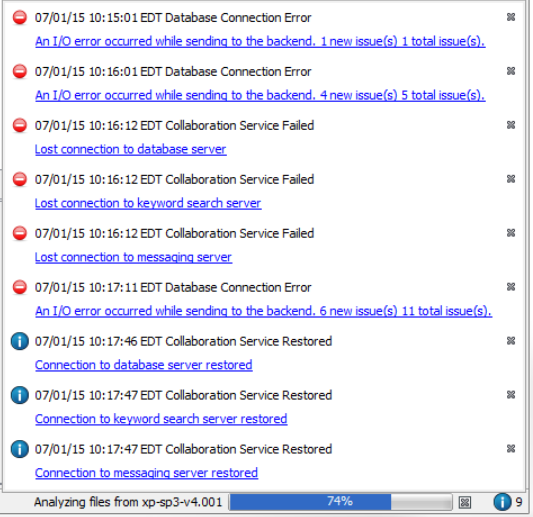 07/01/15 10:15:01 EDT Database Connection Error
An I/O error occurred while sending to the backend. 1 new issue(s) 1 total issue(s).
07/01/15 10:16:01 EDT Database Connection Error
An I/O error occurred while sending to the backend. 4 new issue(s) 5 total issue(s).
07/01/15 10:16:12 EDT Collaboration Service Failed
Lost connection to database server
07/01/15 10:16:12 EDT Collaboration Service Failed
Lost connection to keyword search server
07/01/15 10:16:12 EDT Collaboration Service Failed
Lost connection to messaging server
07/01/15 10:17:11 EDT Database Connection Error
An I/O error occurred while sending to the backend. 6 new issue(s) 11 total issue(s).
07/01/15 10:17:46 EDT Collaboration Service Restored
Connection to database server restored
07/01/15 10:17:47 EDT Collaboration Service Restored
Connection to keyword search server restored
07/01/15 10:17:47 EDT Collaboration Service Restored
Connection to messaging server restored
Analyzing files from xp-sp3-v4.001 74% 9